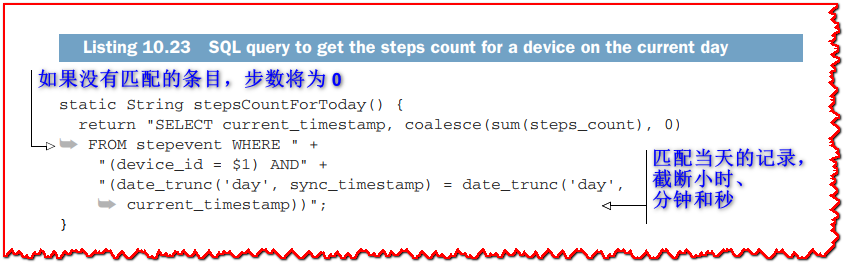 Listing 10.23 SQL query to get the steps count for a device on the current day
如果没有匹配的条目，步数将为 0
static String stepsCountForToday() {
return "SELECT current_timestamp, coalesce(sum(steps_count), 0)
FROM stepevent WHERE " +
"(device_id = $1) AND" +
"(date_trunc('day', sync_timestamp) = date_trunc('day',
current_timestamp))";
}
匹配当天的记录，
截断小时、
分钟和秒